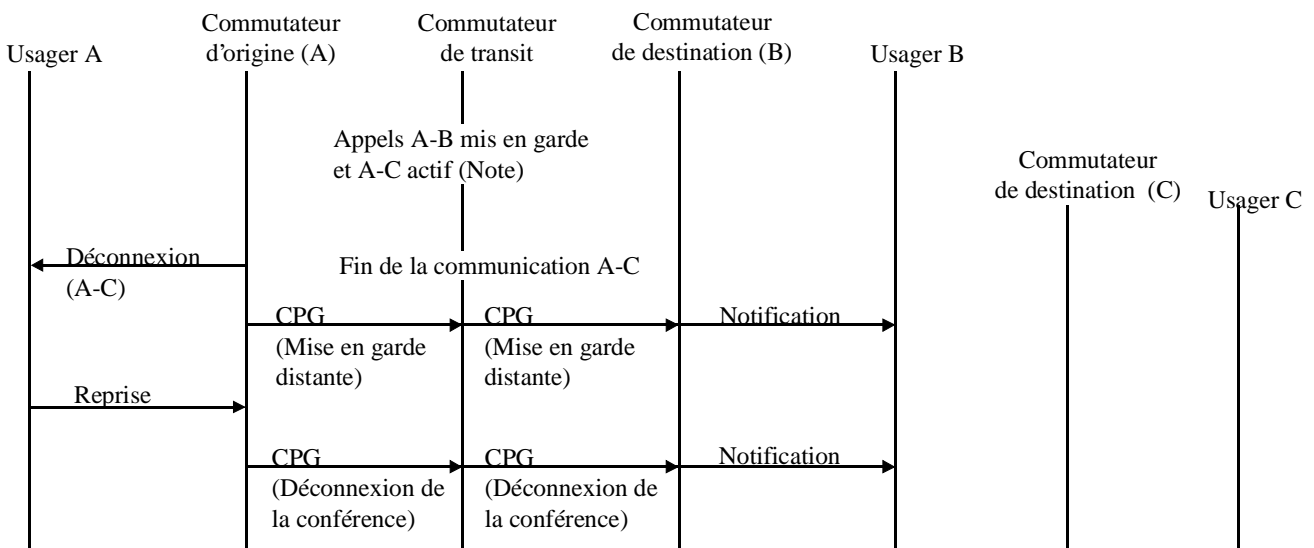 Usager A
Commutateur
d'origine (A)
Commutateur
de transit
Commutateur
de destination (B)
Usager B
Appels A-B mis en garde
et A-C actif (Note)
Commutateur
de destination (C)
Usager C
Déconnexion
(A-C)
Fin de la communication A-C
CPG
(Mise en garde
distante)
CPG
(Mise en garde
distante)
Notification
Reprise
CPG
(Déconnexion de
la conférence)
CPG
(Déconnexion de
la conférence)
Notification